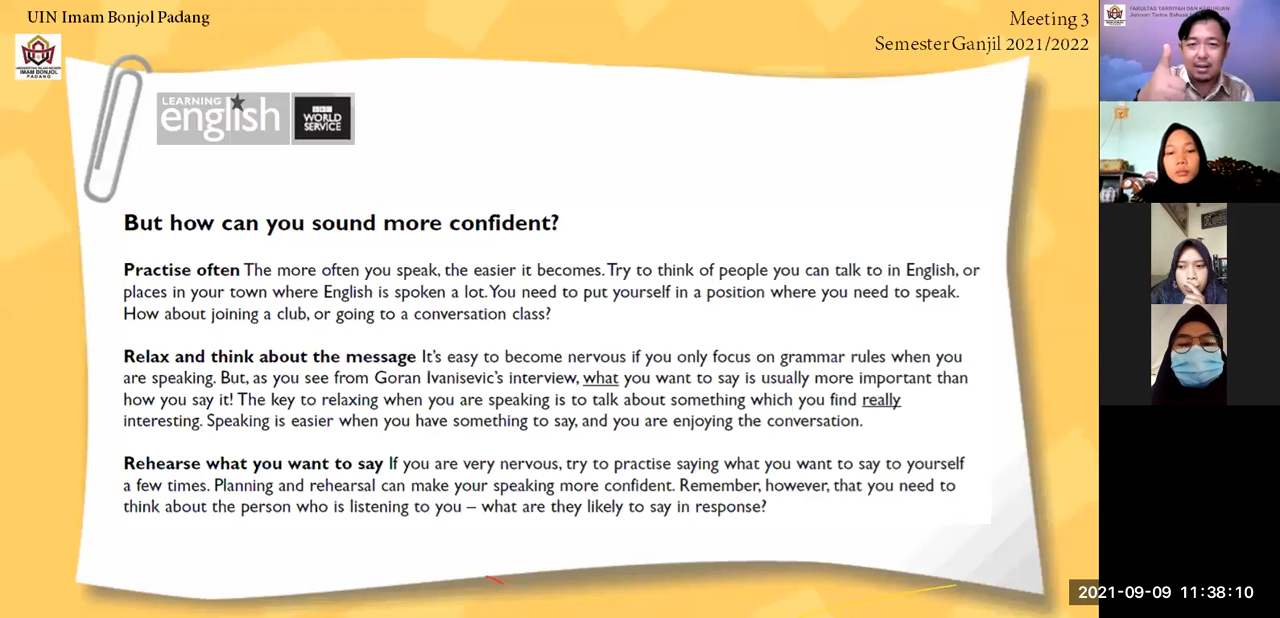 UIN Imam Bonjol Padang
Meeting 3
Semester Ganjil 2021/2022
UNIVERSITAS ISLAM NEGERI
IMAM BONJOL
PADANG
LEARNING
english
BBC
WORLD
SERVICE
But how can you sound more confident?
Practise often The more often you speak, the easier it becomes. Try to think of people you can talk to in English, or
places in your town where English is spoken a lot. You need to put yourself in a position where you need to speak.
How about joining a club, or going to a conversation class?
Relax and think about the message It's easy to become nervous if you only focus on grammar rules when you
are speaking. But, as you see from Goran Ivanisevic's interview, what you want to say is usually more important than
how you say it! The key to relaxing when you are speaking is to talk about something which you find really
interesting. Speaking is easier when you have something to say, and you are enjoying the conversation.
Rehearse what you want to say If you are very nervous, try to practise saying what you want to say to yourself
a few times. Planning and rehearsal can make your speaking more confident. Remember, however, that you need to
think about the person who is listening to you – what are they likely to say in response?
FAKULTAS TARBIYAH DAN KEGURUAN
2021-09-09 11:38:10